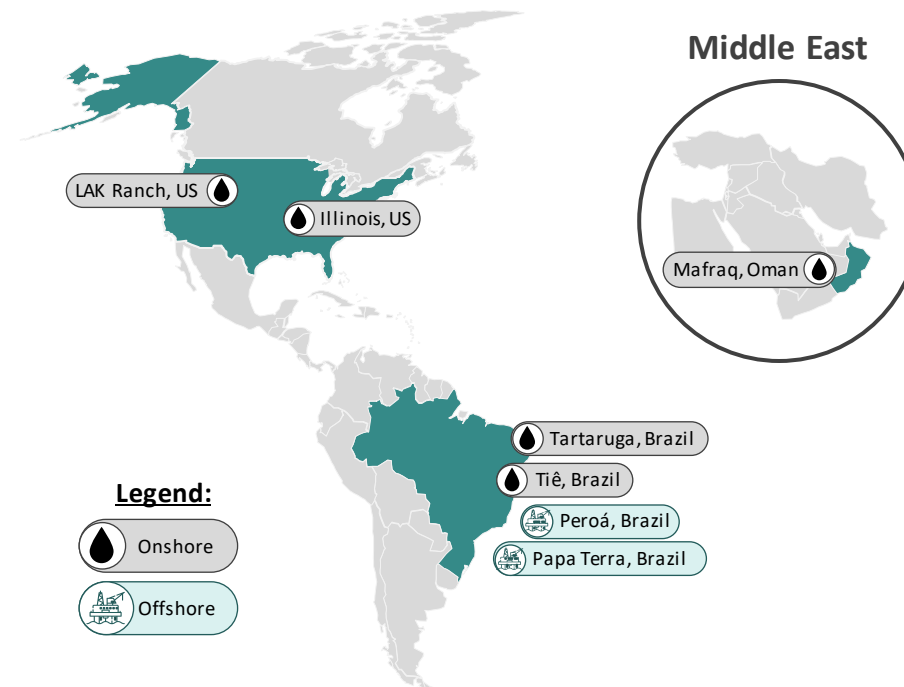 Middle East
LAK Ranch, US
Illinois, US
Mafraq, Oman
Tartaruga, Brazil
Tiê, Brazil
Peroá, Brazil
Papa Terra, Brazil
Legend:
Onshore
Offshore